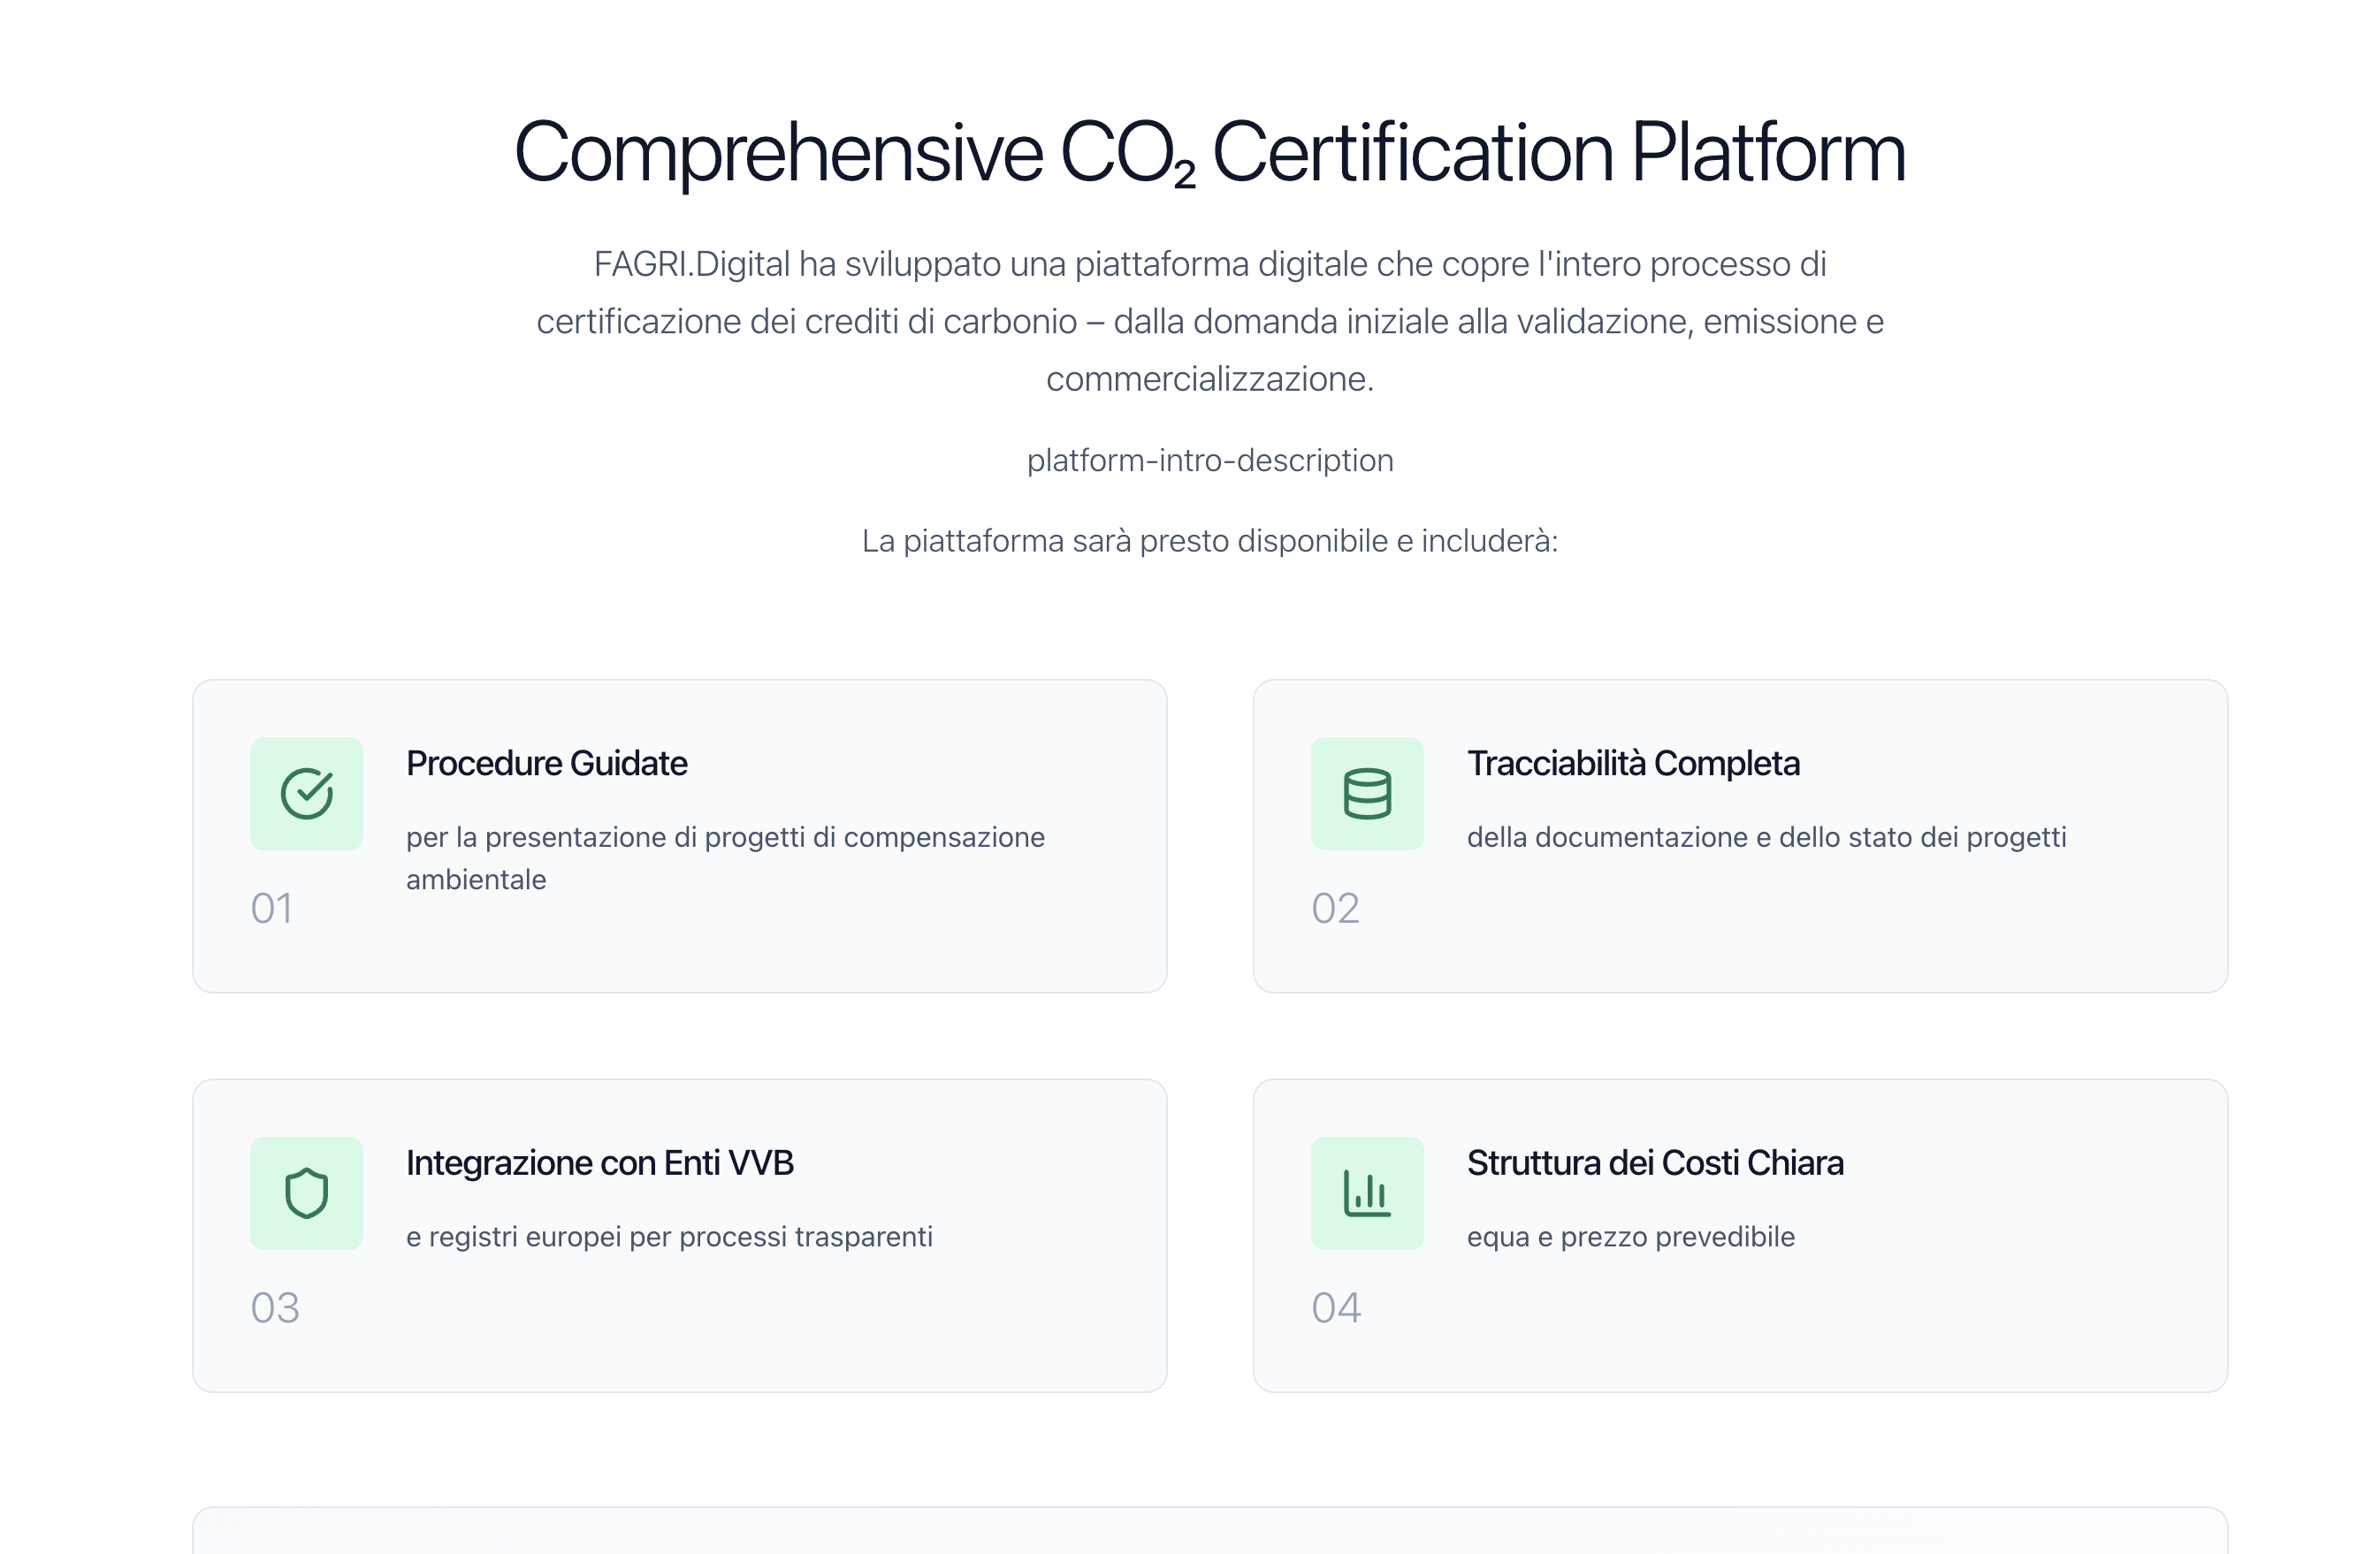 Comprehensive CO₂ Certification Platform
FAGRI.Digital ha sviluppato una piattaforma digitale che copre l'intero processo di
certificazione dei crediti di carbonio – dalla domanda iniziale alla validazione, emissione e
commercializzazione.
platform-intro-description
La piattaforma sarà presto disponibile e includerà:
Procedure Guidate
per la presentazione di progetti di compensazione
ambientale
01
Tracciabilità Completa
della documentazione e dello stato dei progetti
02
Integrazione con Enti VVB
e registri europei per processi trasparenti
03
Struttura dei Costi Chiara
equa e prezzo prevedibile
04